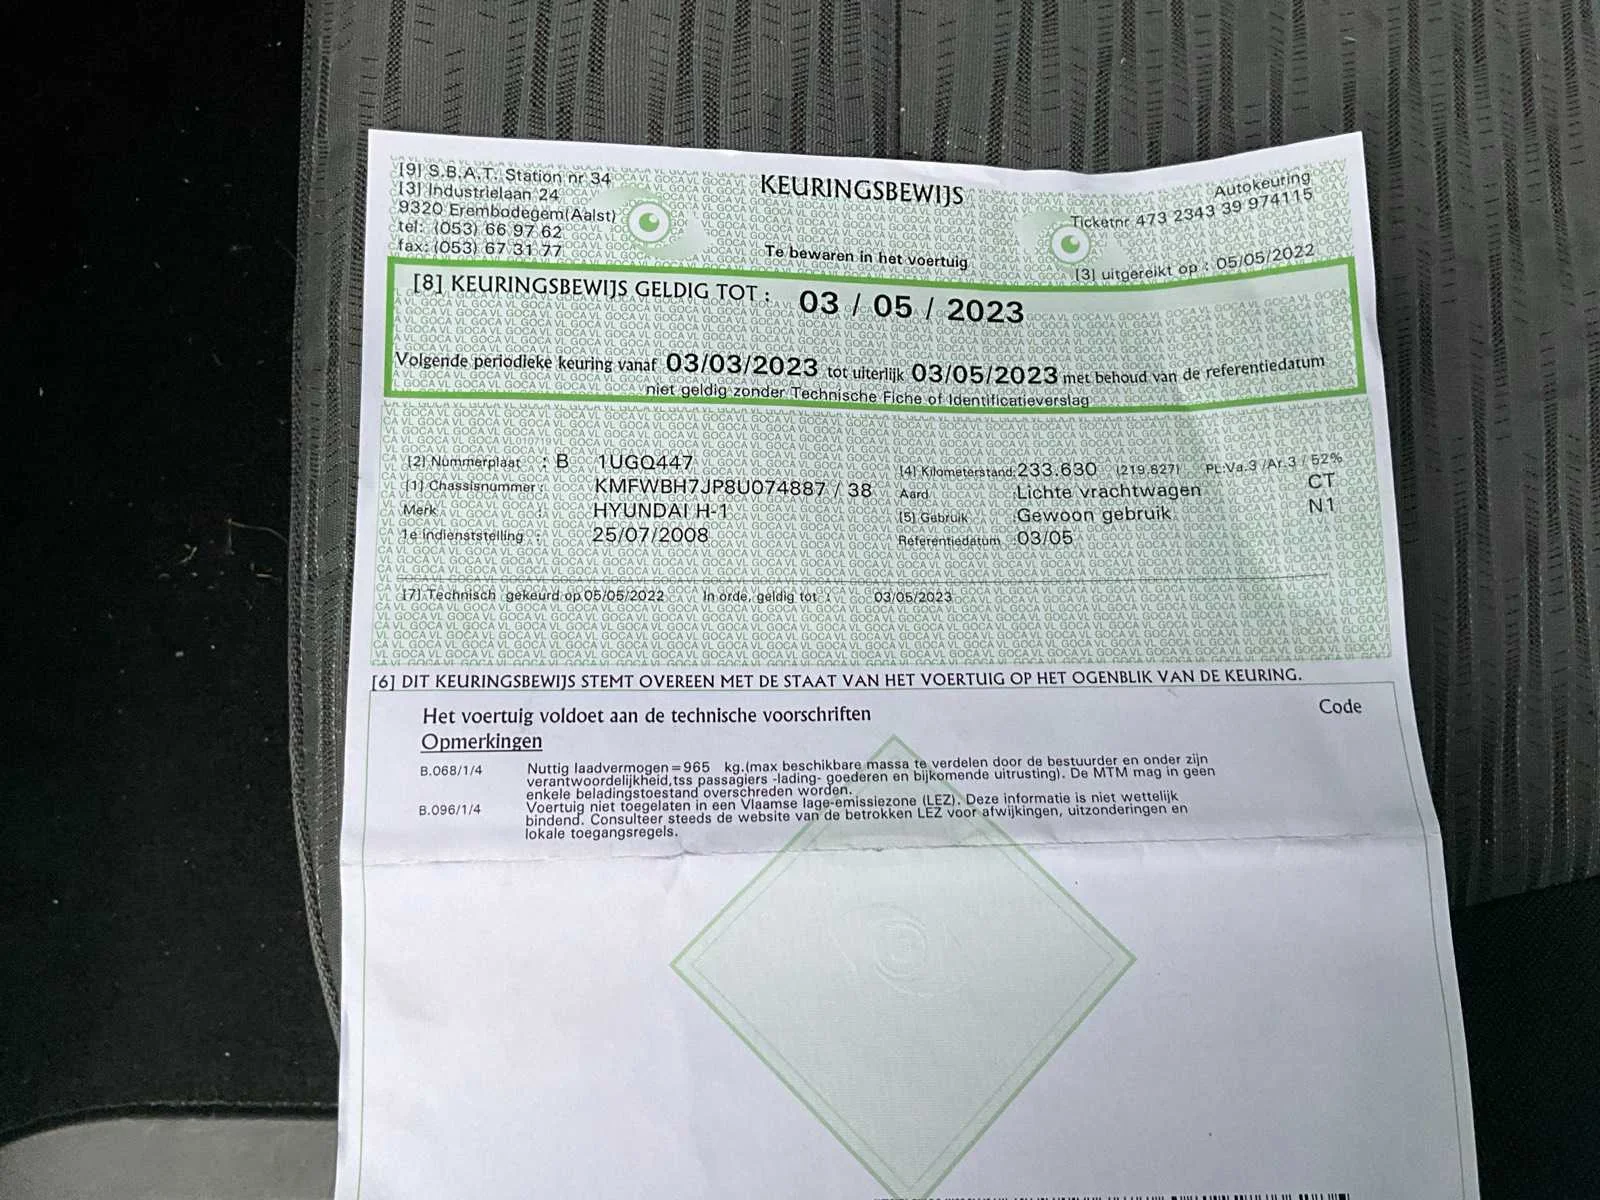 [9] S.B.A.T. Station nr 34
[3] Industrielaan 24
9320 Erembodegem(Aalst)
tel: (053) 66 97 62
fax: (053) 67 31 77
KEURINGSBEWIJS
Te bewaren in het voertuig
Autokeuring
Ticketnr 473 2343 39 974115
[3] uitgereikt op : 05/05/2022
[8] KEURINGSBEWIJS GELDIG TOT : 03 / 05 / 2023
Volgende periodieke keuring vanaf 03/03/2023 tot uiterlijk 03/05/2023 met behoud van de referentiedatum
niet geldig zonder Technische Fiche of Identificatieverslag
[2] Nummerplaat : B 1UGQ447
[1] Chassisnummer : KMFWBH7JP8U074887 / 38
Merk : HYUNDAI H-1
1e indienststelling : 25/07/2008
[4] Kilometerstand: 233.630 (219.827) PL:Va.3 /Ar.3 / 52%
Aard :Lichte vrachtwagen CT
[5] Gebruik :Gewoon gebruik N1
Referentiedatum :03/05
[7] Technisch gekeurd op 05/05/2022 In orde, geldig tot : 03/05/2023
[6] DIT KEURINGSBEWIJS STEMT OVEREEN MET DE STAAT VAN HET VOERTUIG OP HET OGENBLIK VAN DE KEURING.
Het voertuig voldoet aan de technische voorschriften
Code
Opmerkingen
B.068/1/4 Nuttig laadvermogen=965 kg.(max beschikbare massa te verdelen door de bestuurder en onder zijn
verantwoordelijkheid,tss passagiers -lading- goederen en bijkomende uitrusting). De MTM mag in geen
enkele beladingstoestand overschreden worden.
B.096/1/4 Voertuig niet toegelaten in een Vlaamse lage-emissiezone (LEZ). Deze informatie is niet wettelijk
bindend. Consulteer steeds de website van de betrokken LEZ voor afwijkingen, uitzonderingen en
lokale toegangsregels.